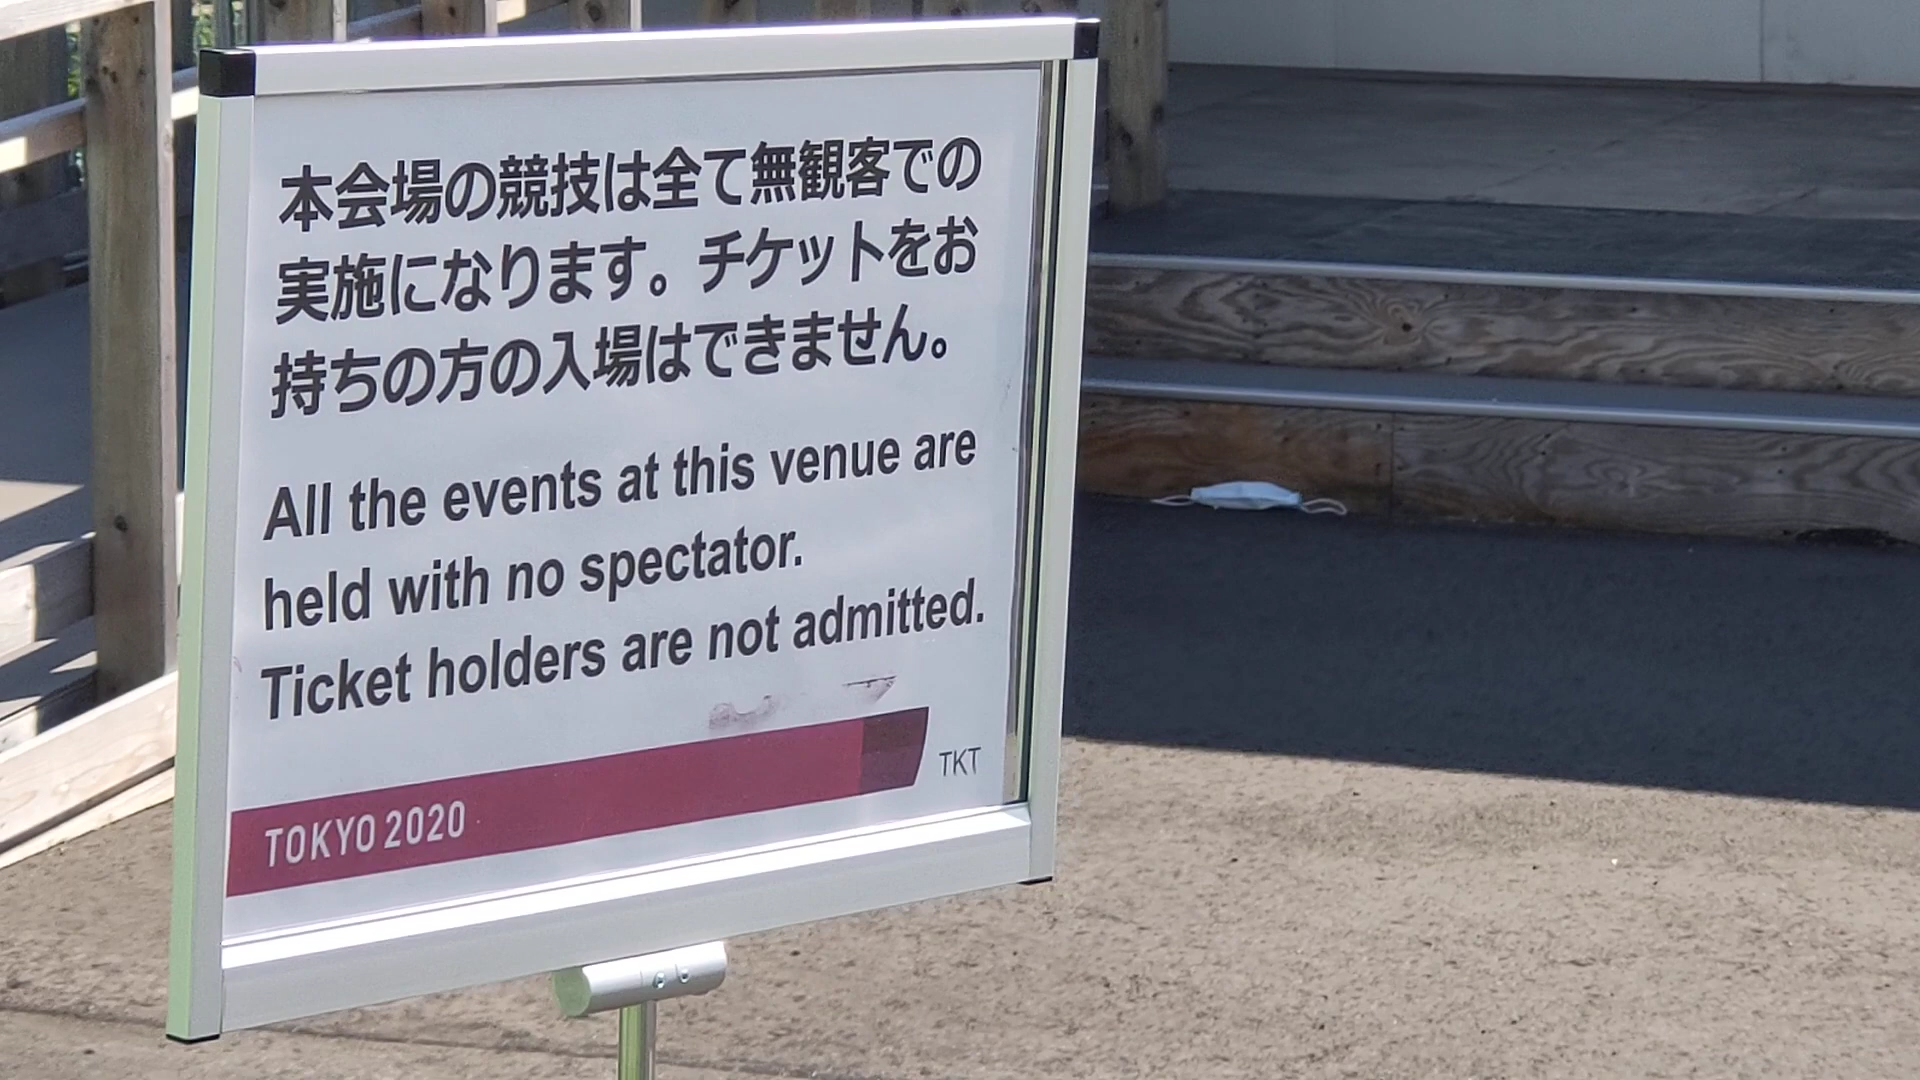 本会場の競技は全て無観客での
実施になります。チケットをお
持ちの方の入場はできません。
All the events at this venue are
held with no spectator.
Ticket holders are not admitted.
TOKYO 2020
TKT